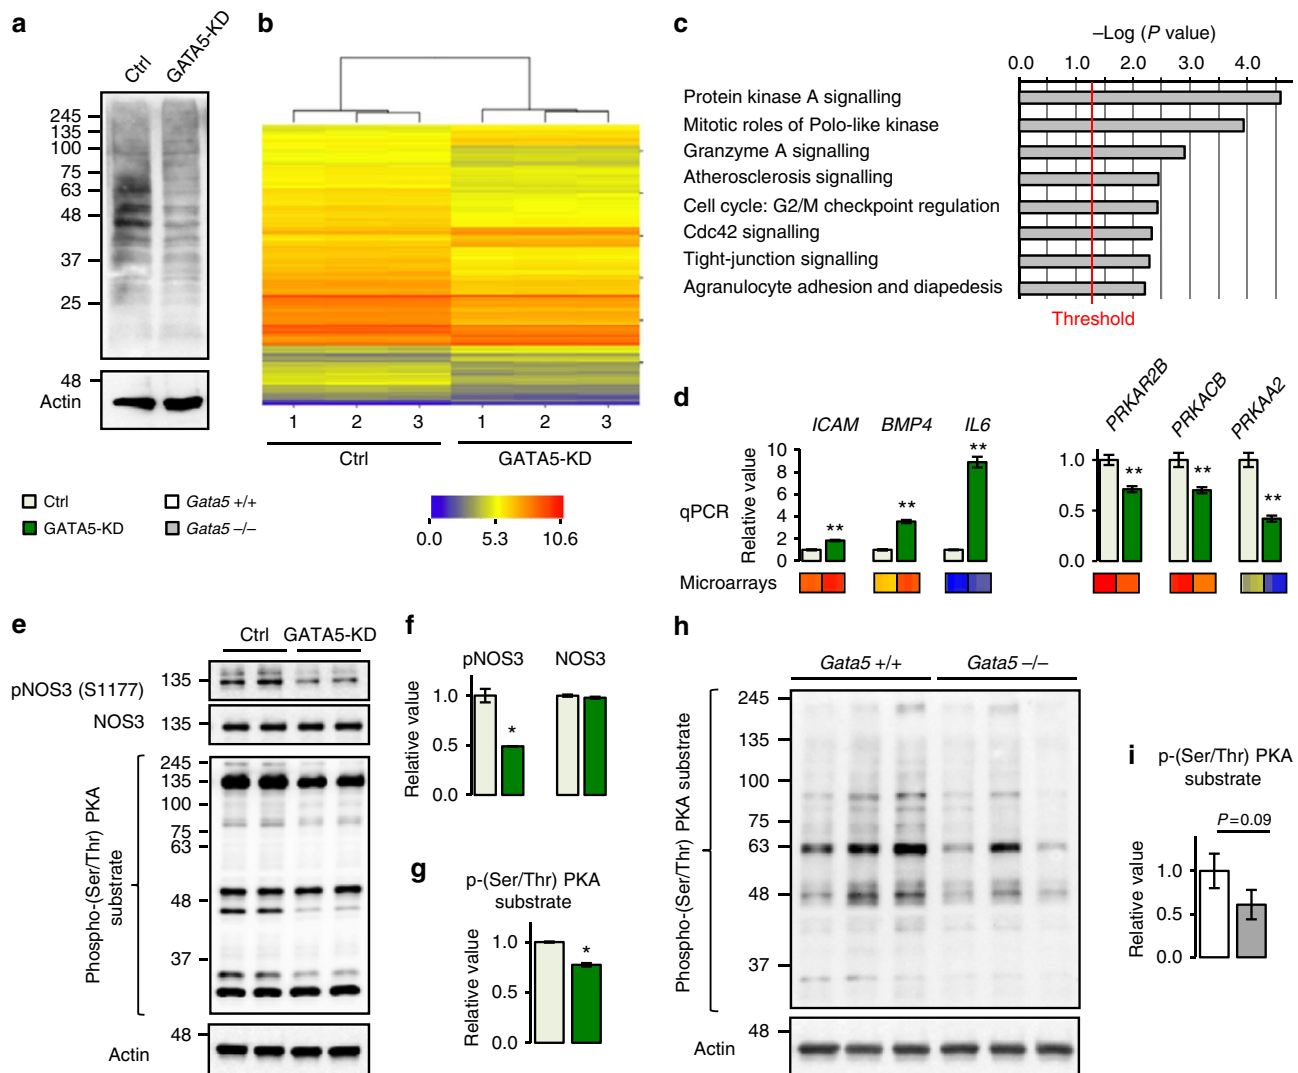 a
Ctrl
GATA5-KD
245
135
100
75
63
48
37
25
48
Actin
b
1 2 3 1 2 3
Ctrl GATA5-KD
0.0 5.3 10.6
Ctrl
GATA5-KD
Gata5 +/+
Gata5 –/–
c
–Log (P value)
0.0 1.0 2.0 3.0 4.0
Protein kinase A signalling
Mitotic roles of Polo-like kinase
Granzyme A signalling
Atherosclerosis signalling
Cell cycle: G2/M checkpoint regulation
Cdc42 signalling
Tight-junction signalling
Agranulocyte adhesion and diapedesis
Threshold
d
ICAM BMP4 IL6
qPCR
Relative value
10
8
6
4
2
0
** ** **
PRKAR2B PRKACB PRKAA2
1.0
0.5
0.0
** ** **
Microarrays
e
Ctrl GATA5-KD
pNOS3 (S1177)
135
NOS3
135
Phospho-(Ser/Thr) PKA
substrate
245
135
100
75
63
48
37
48
Actin
f
pNOS3 NOS3
Relative value
1.0
0.5
0.0
*
g
p-(Ser/Thr) PKA
substrate
Relative value
1.0
0.5
0.0
*
h
Gata5 +/+ Gata5 –/–
Phospho-(Ser/Thr) PKA substrate
245
135
100
75
63
48
37
48
Actin
i
p-(Ser/Thr) PKA
substrate
P=0.09
Relative value
1.0
0.5
0.0